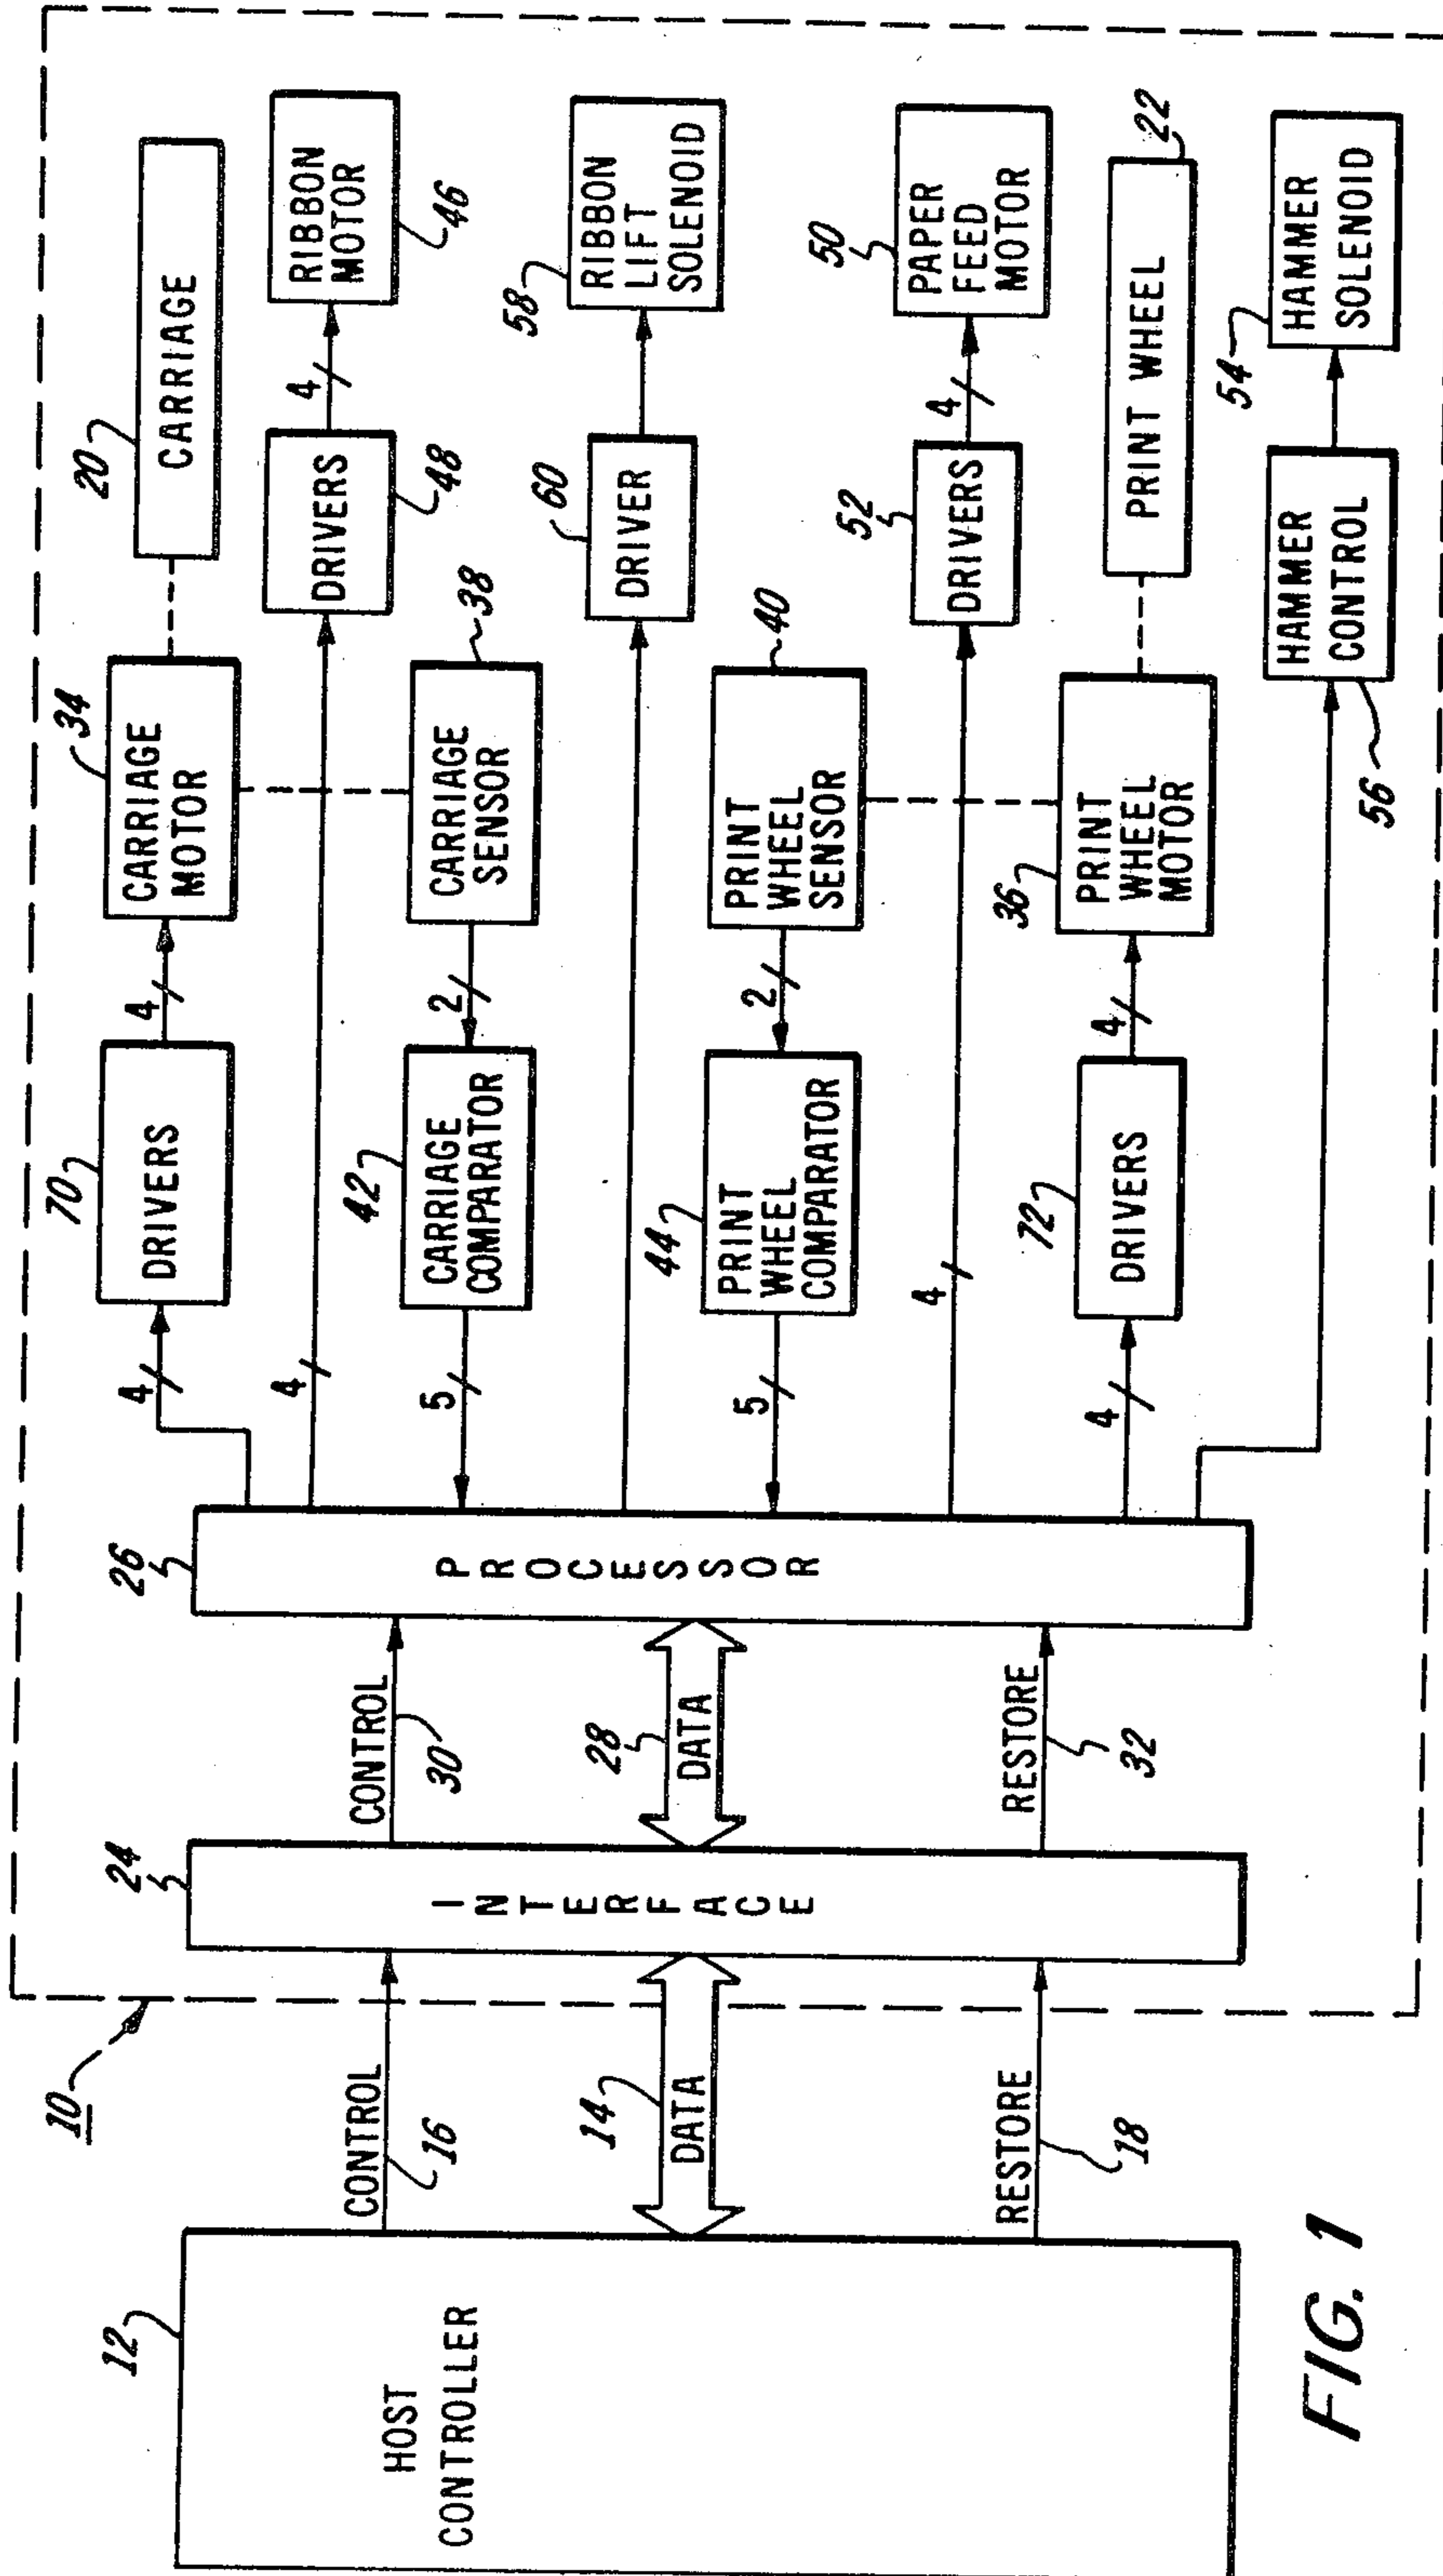 10
12
HOST
CONTROLLER
CONTROL
16
14
DATA
RESTORE
18
24
INTERFACE
CONTROL
30
28
DATA
RESTORE
32
26
PROCESSOR
4
70
DRIVERS
4
34
CARRIAGE
MOTOR
20
CARRIAGE
4
DRIVERS
48
4
RIBBON
MOTOR
46
5
42
CARRIAGE
COMPARATOR
2
CARRIAGE
SENSOR
38
60
DRIVER
58
RIBBON
LIFT
SOLENOID
5
44
PRINT
WHEEL
COMPARATOR
2
PRINT
WHEEL
SENSOR
40
4
52
DRIVERS
4
50
PAPER
FEED
MOTOR
4
72
DRIVERS
4
36
PRINT
WHEEL
MOTOR
PRINT WHEEL
22
HAMMER
CONTROL
56
54
HAMMER
SOLENOID
FIG. 1